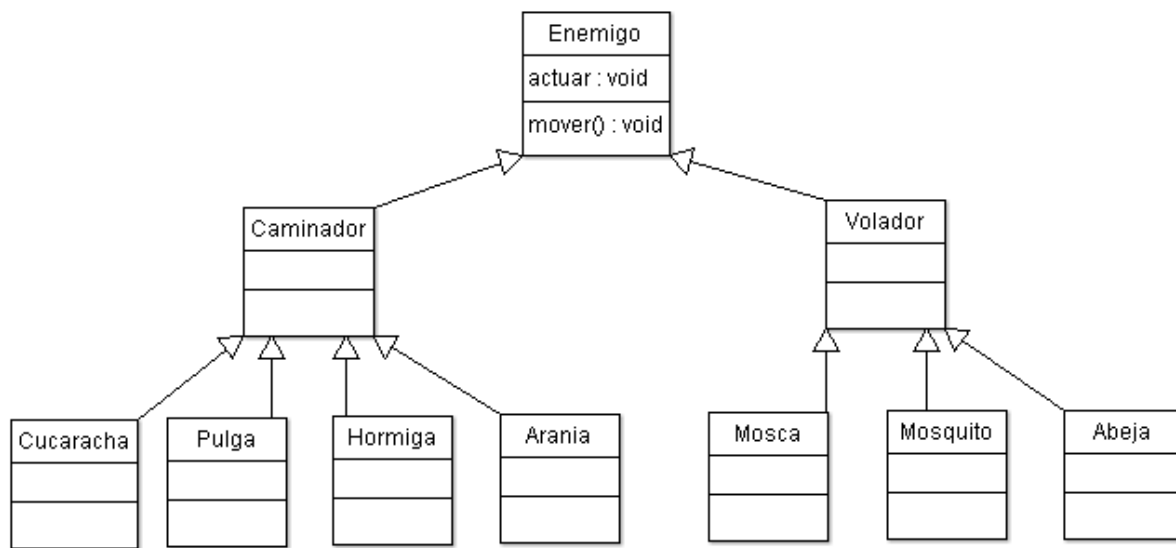 Enemigo
actuar : void
mover() : void
Caminador
Volador
Cucaracha
Pulga
Hormiga
Arania
Mosca
Mosquito
Abeja